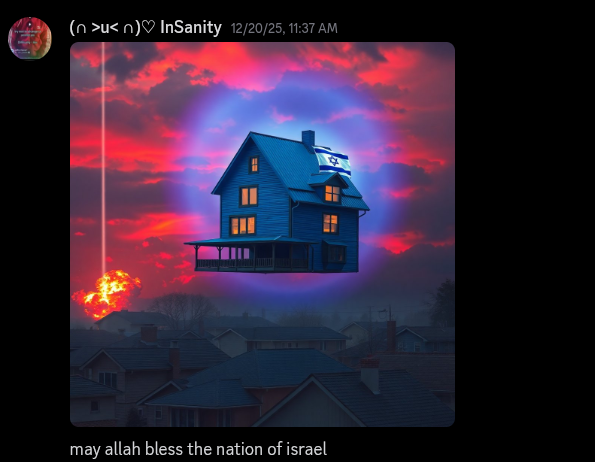 (∩ >u< ∩)♡ InSanity 12/20/25, 11:37 AM
may allah bless the nation of israel